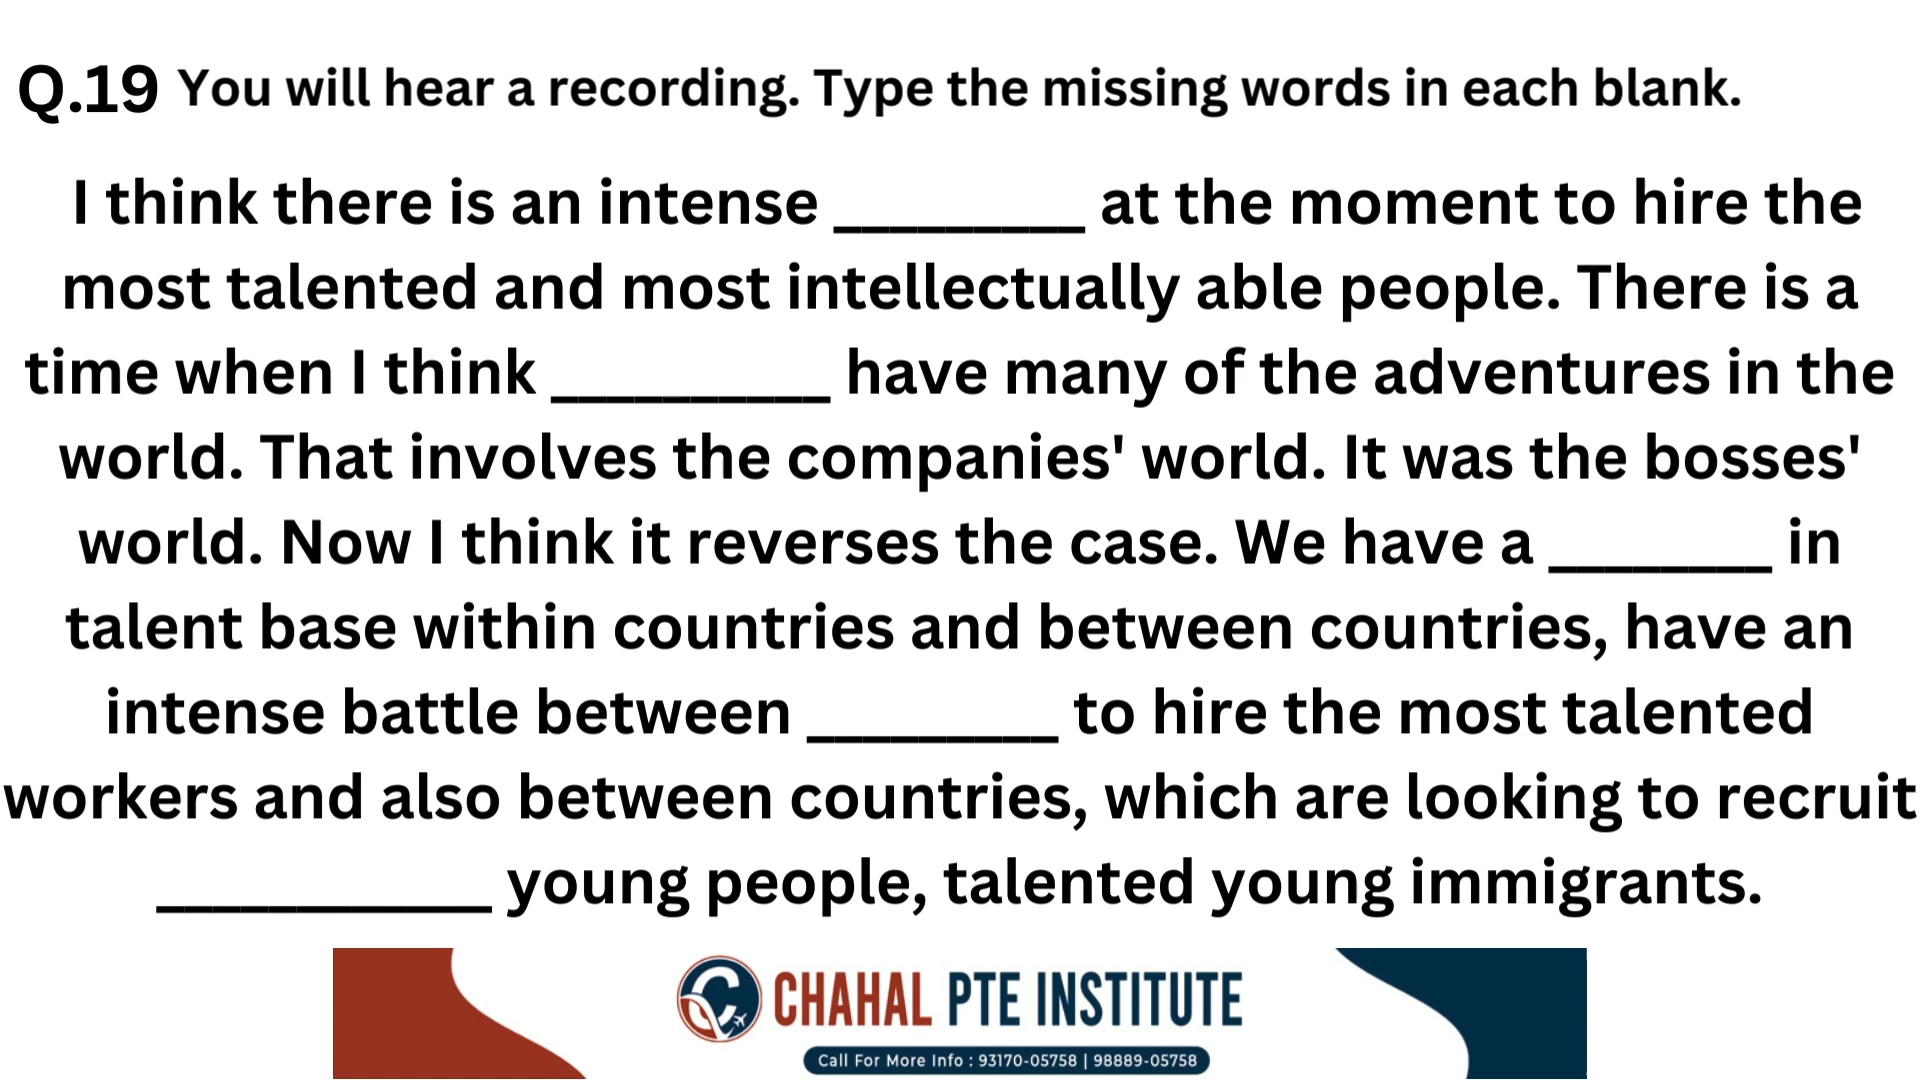 Q.19 You will hear a recording. Type the missing words in each blank.
I think there is an intense _________ at the moment to hire the
most talented and most intellectually able people. There is a
time when I think __________ have many of the adventures in the
world. That involves the companies' world. It was the bosses'
world. Now I think it reverses the case. We have a ________ in
talent base within countries and between countries, have an
intense battle between _________ to hire the most talented
workers and also between countries, which are looking to recruit
____________ young people, talented young immigrants.
CHAHAL PTE INSTITUTE
Call For More Info : 93170-05758 | 98889-05758